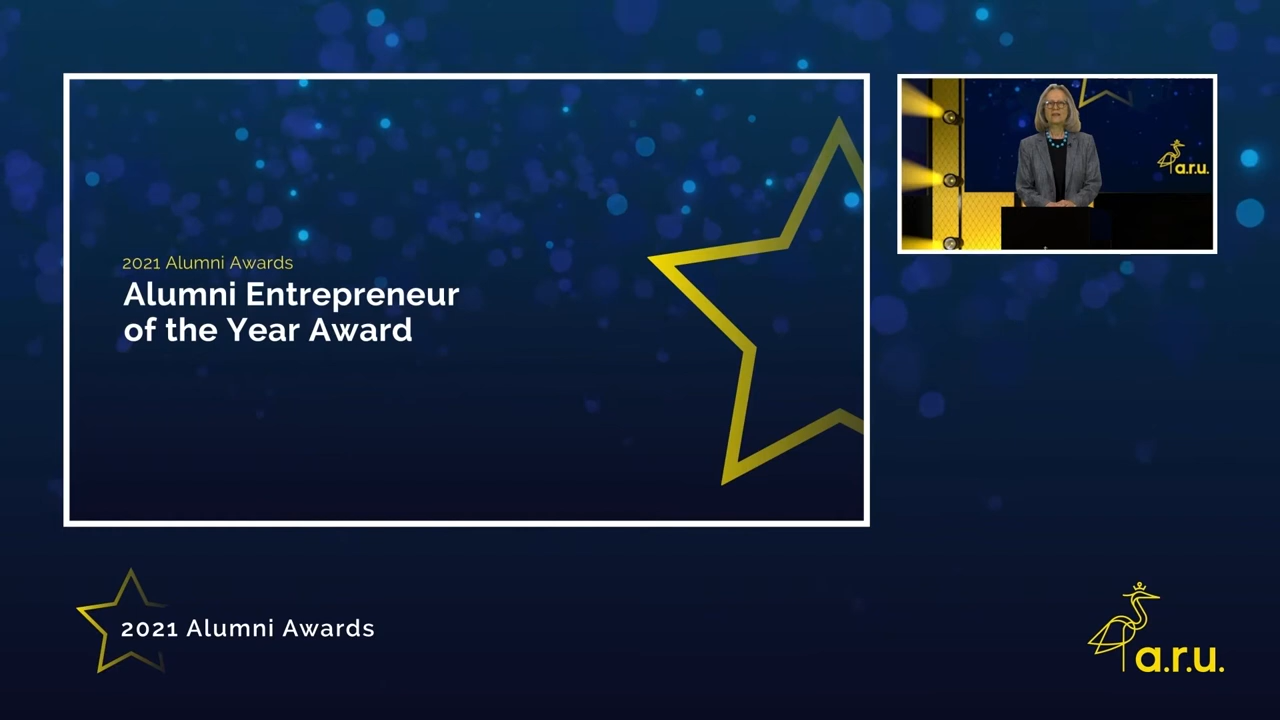 2021 Alumni Awards
Alumni Entrepreneur
of the Year Award
a.r.u.
2021 Alumni Awards
a.r.u.